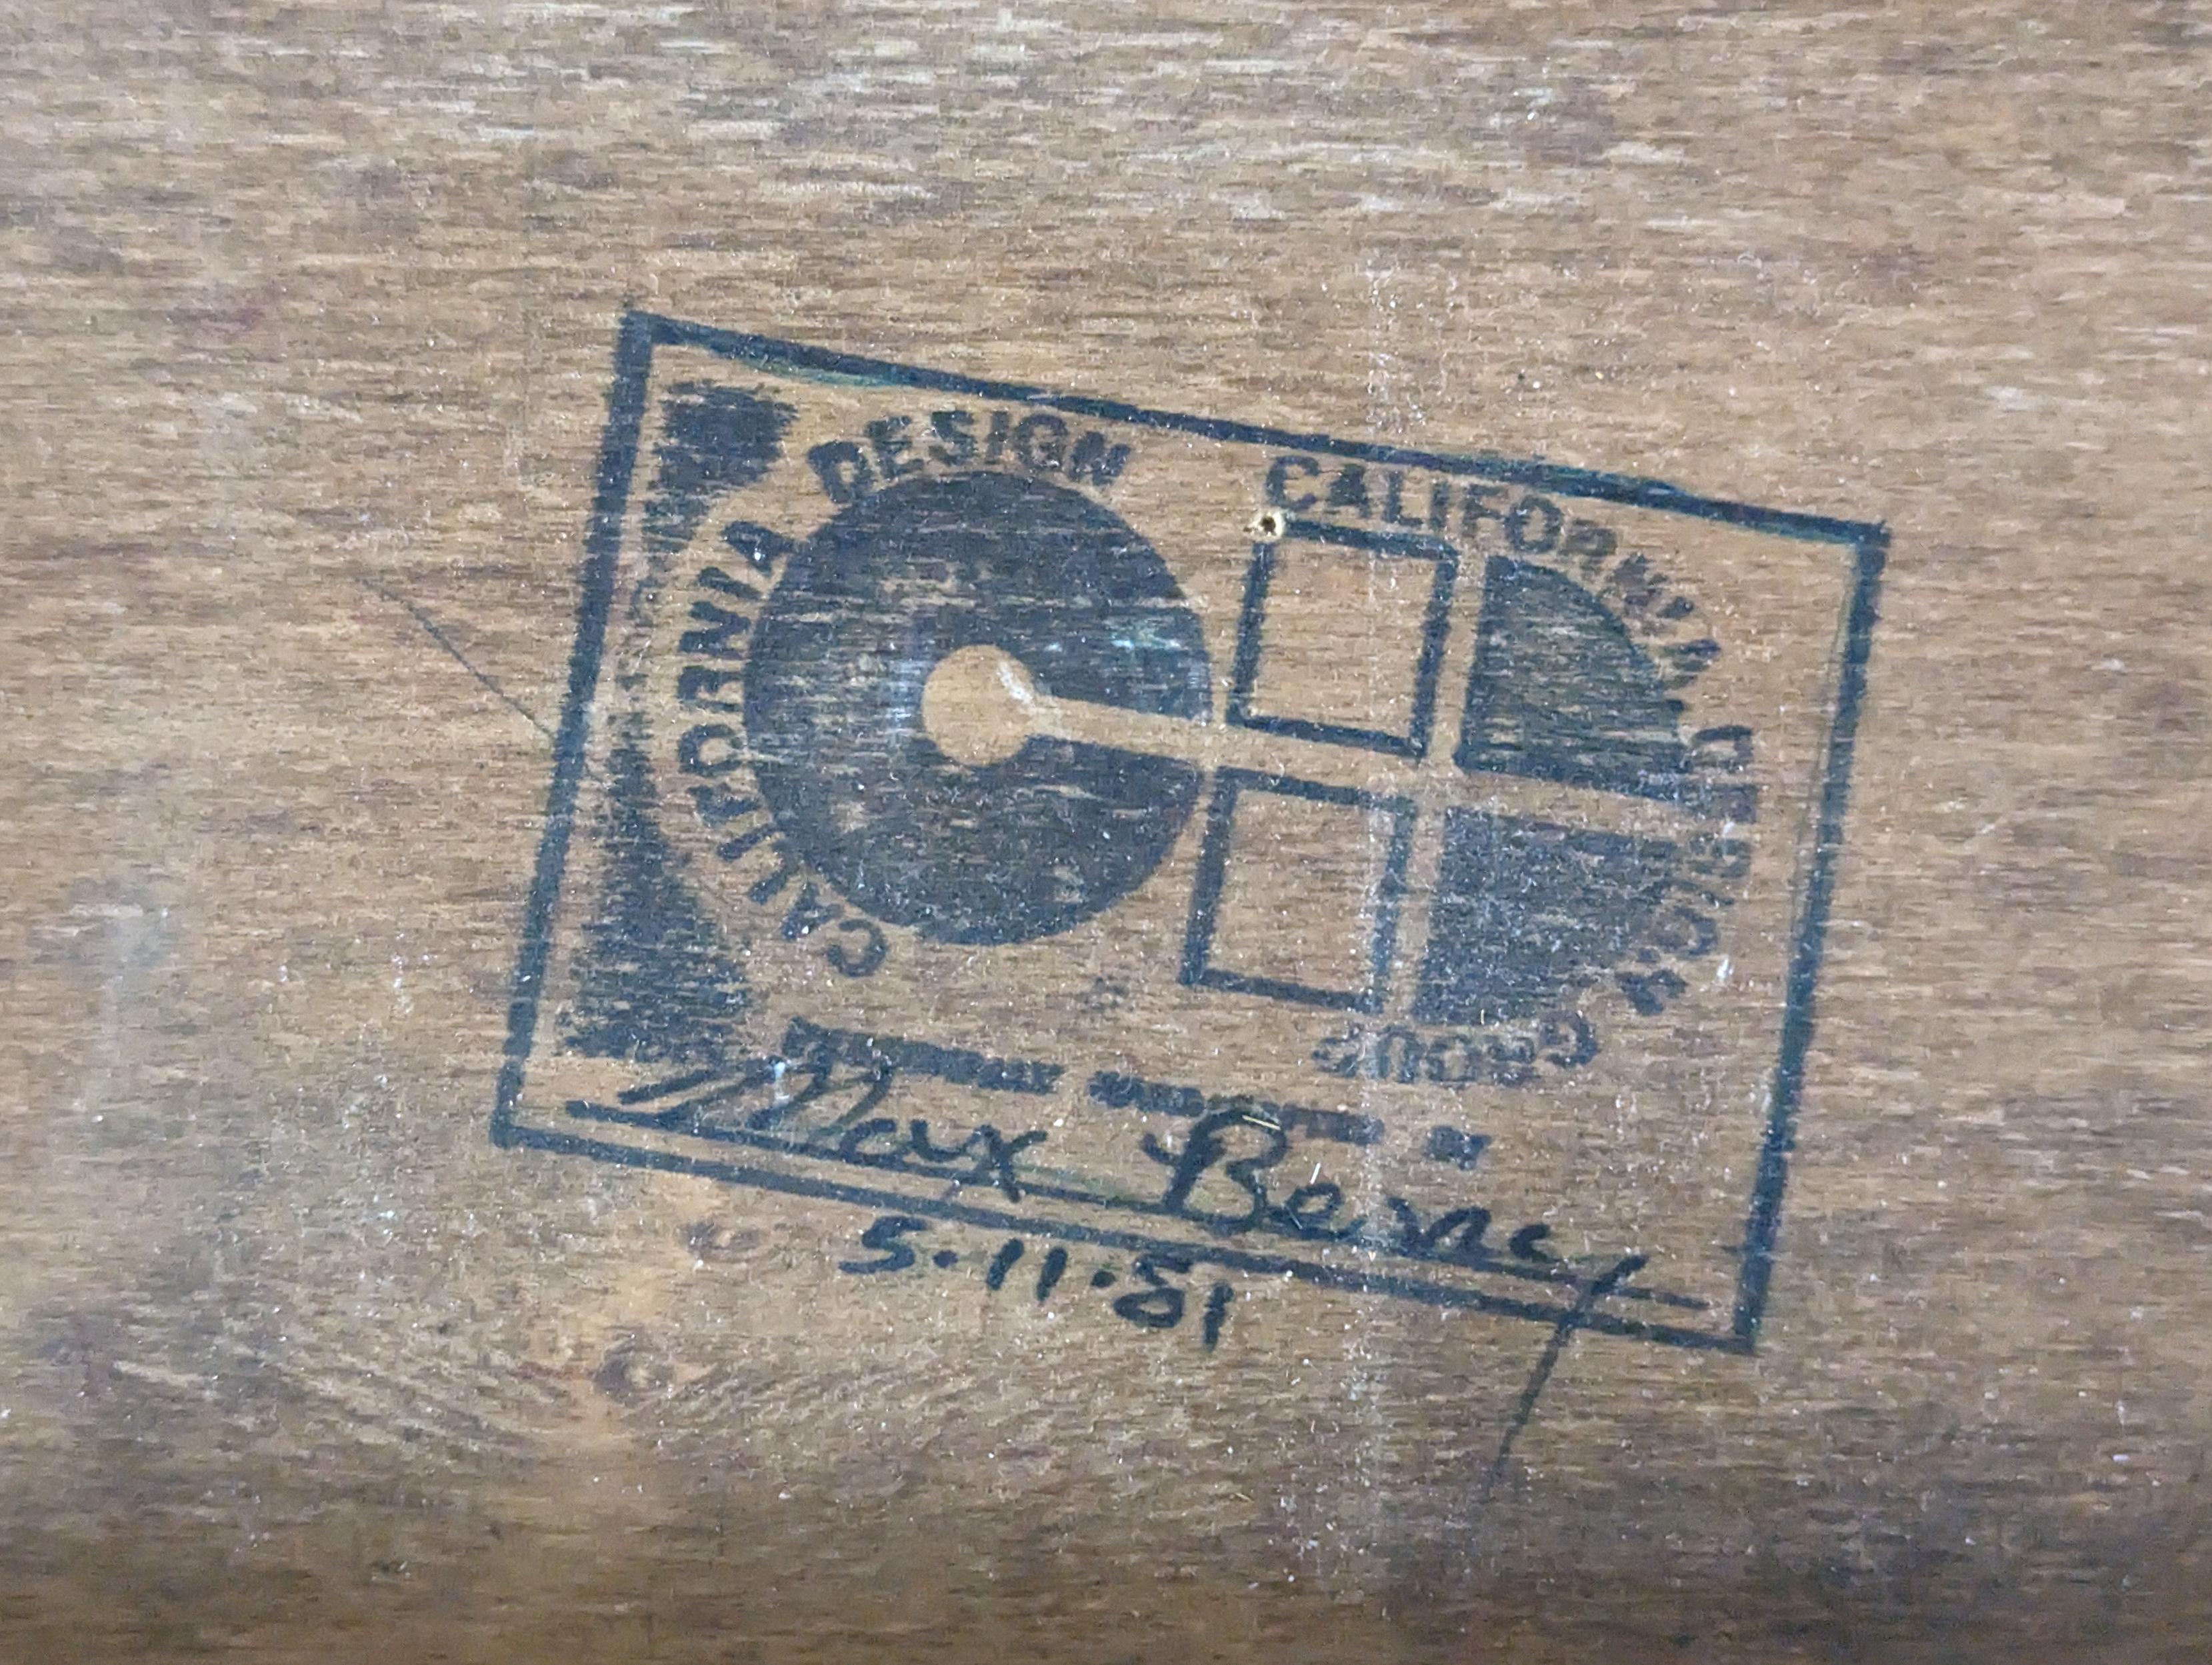 CALIFORNIA DESIGN
CALIFORNIA DESIGN GROUP
Max Berry
5·11·81